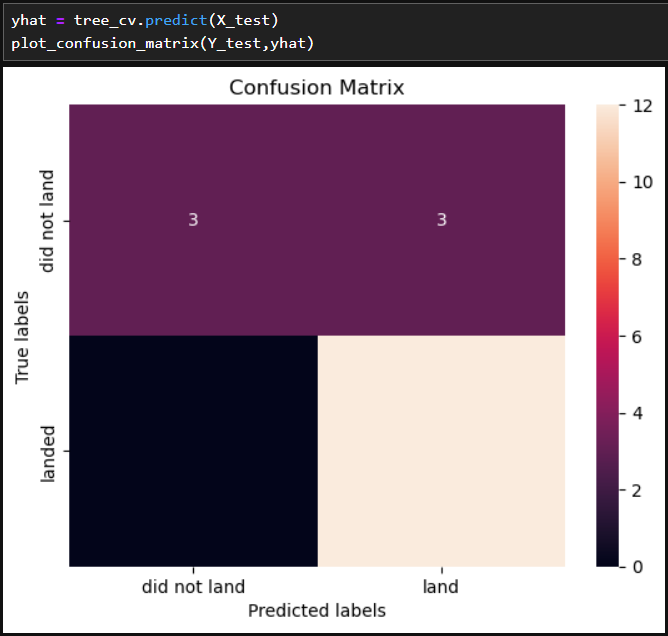 yhat = tree_cv.predict(X_test)
plot_confusion_matrix(Y_test,yhat)
Confusion Matrix
True labels
did not land
3 3
landed
did not land land
Predicted labels
12
10
8
6
4
2
0